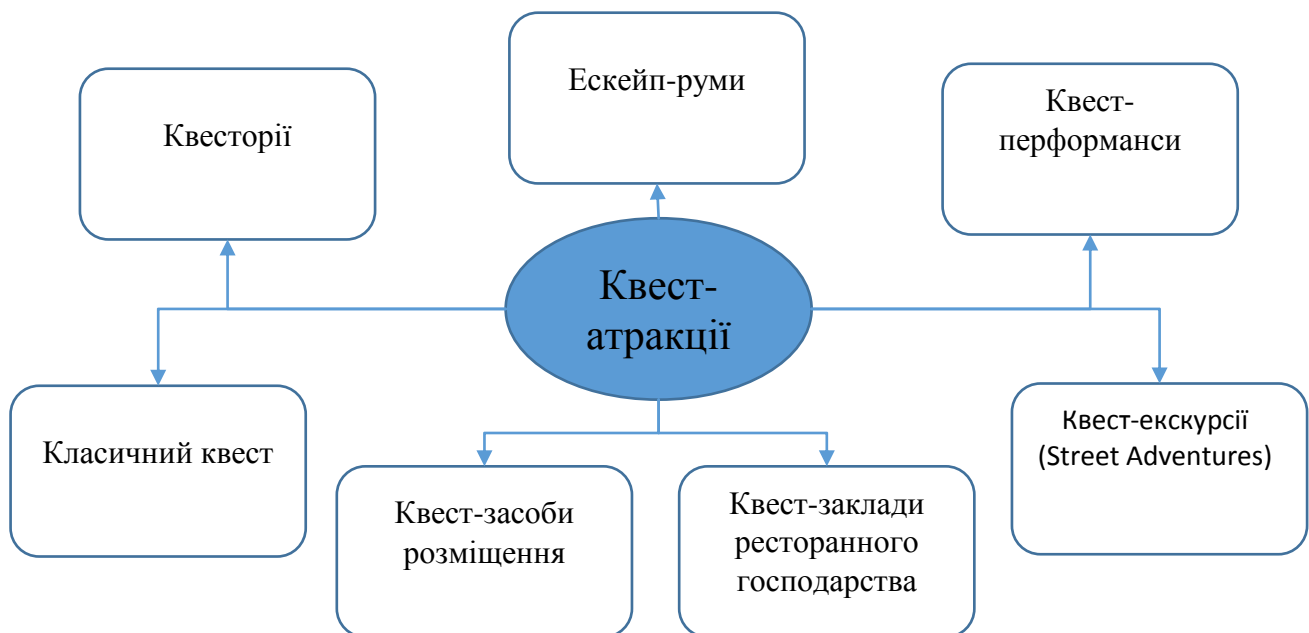 Ескейп-руми
Квесторії
Квест-
перформанси
Квест-
атракції
Класичний квест
Квест-екскурсії
(Street Adventures)
Квест-засоби
розміщення
Квест-заклади
ресторанного
господарства